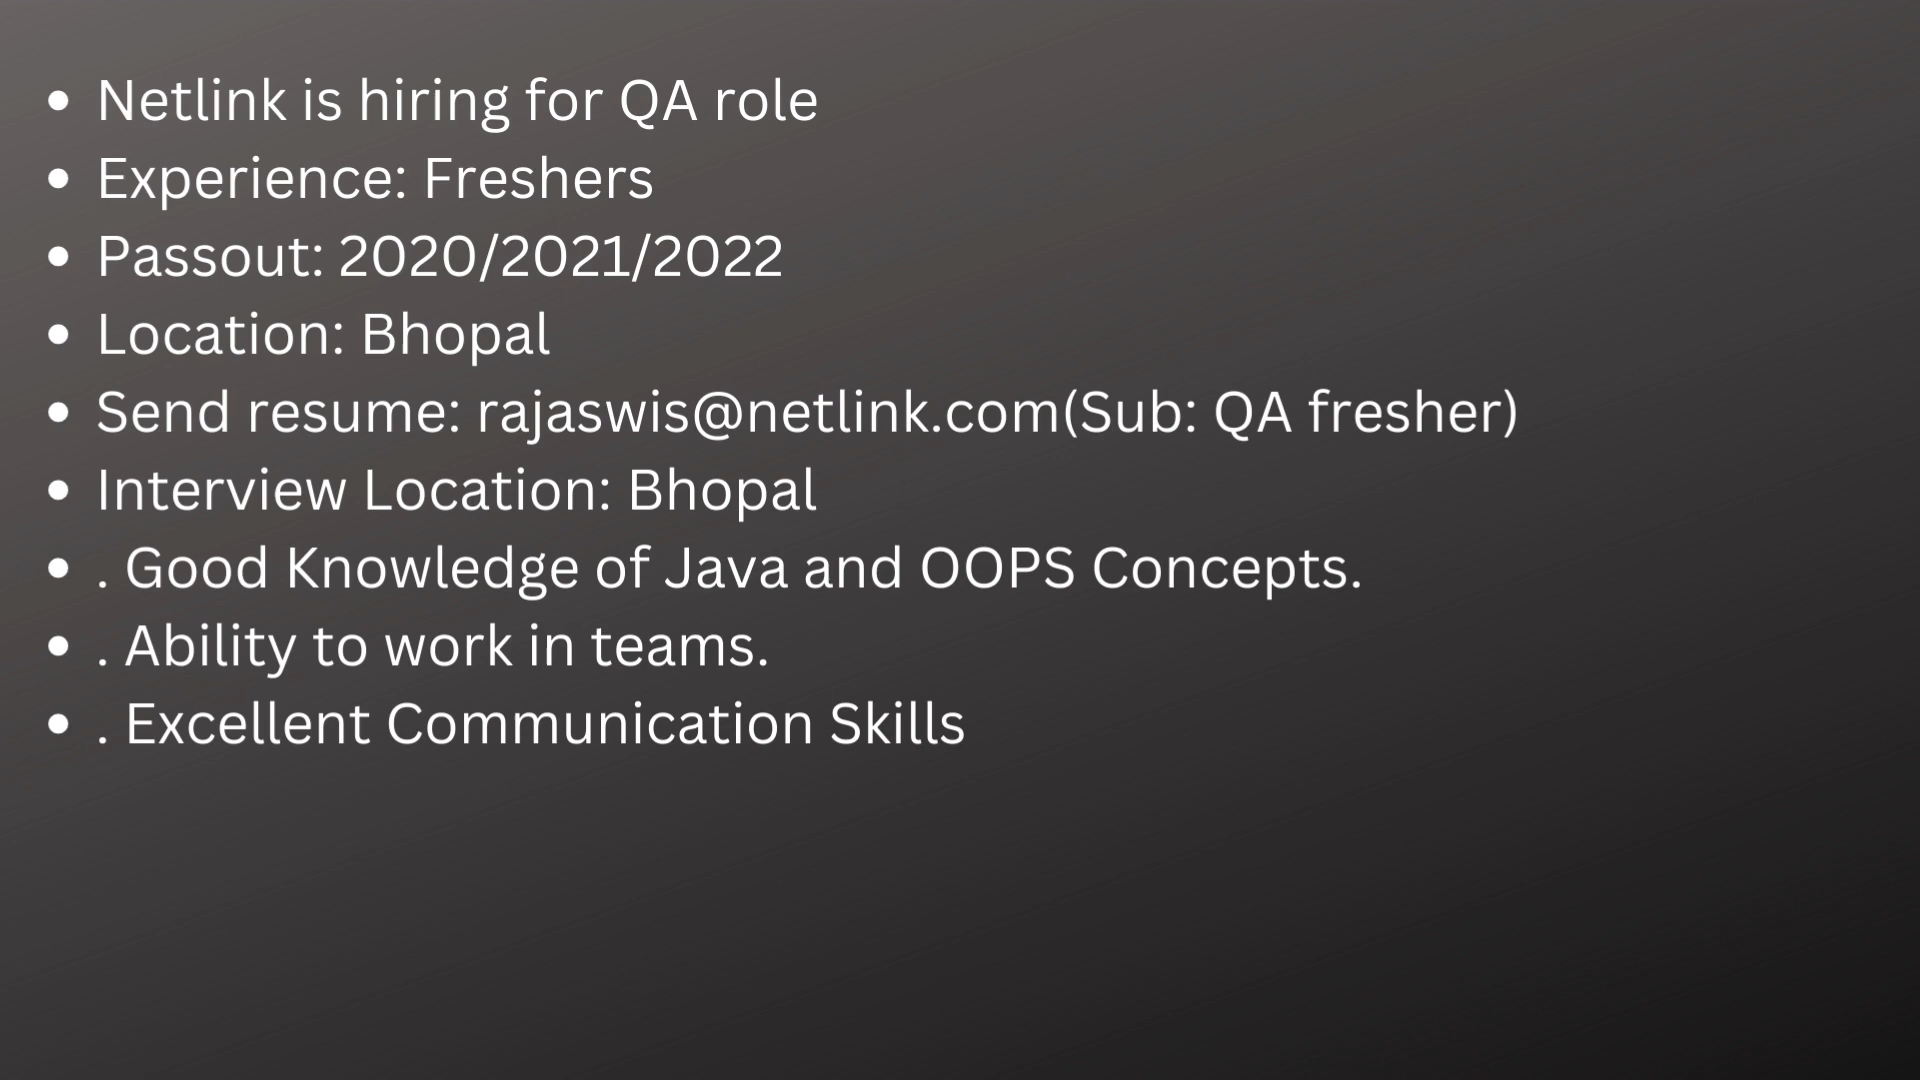 • Netlink is hiring for QA role
• Experience: Freshers
• Passout: 2020/2021/2022
• Location: Bhopal
• Send resume: rajaswis@netlink.com(Sub: QA fresher)
• Interview Location: Bhopal
• . Good Knowledge of Java and OOPS Concepts.
• . Ability to work in teams.
• . Excellent Communication Skills